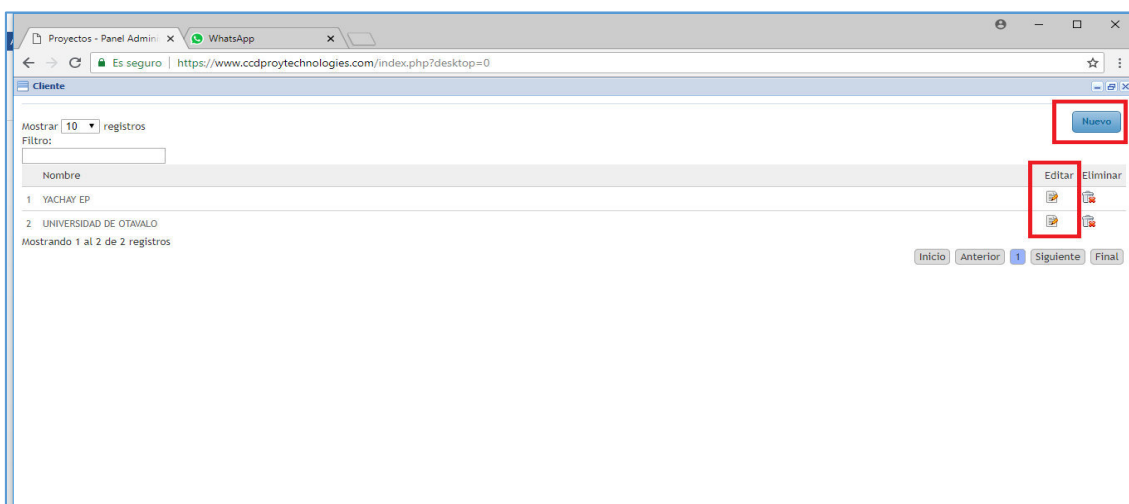 Proyectos - Panel Admini
WhatsApp
Es seguro | https://www.ccdproytechnologies.com/index.php?desktop=0
Cliente
Mostrar 10 registros
Nuevo
Filtro:
Nombre Editar Eliminar
1 YACHAY EP
2 UNIVERSIDAD DE OTAVALO
Mostrando 1 al 2 de 2 registros
Inicio Anterior 1 Siguiente Final